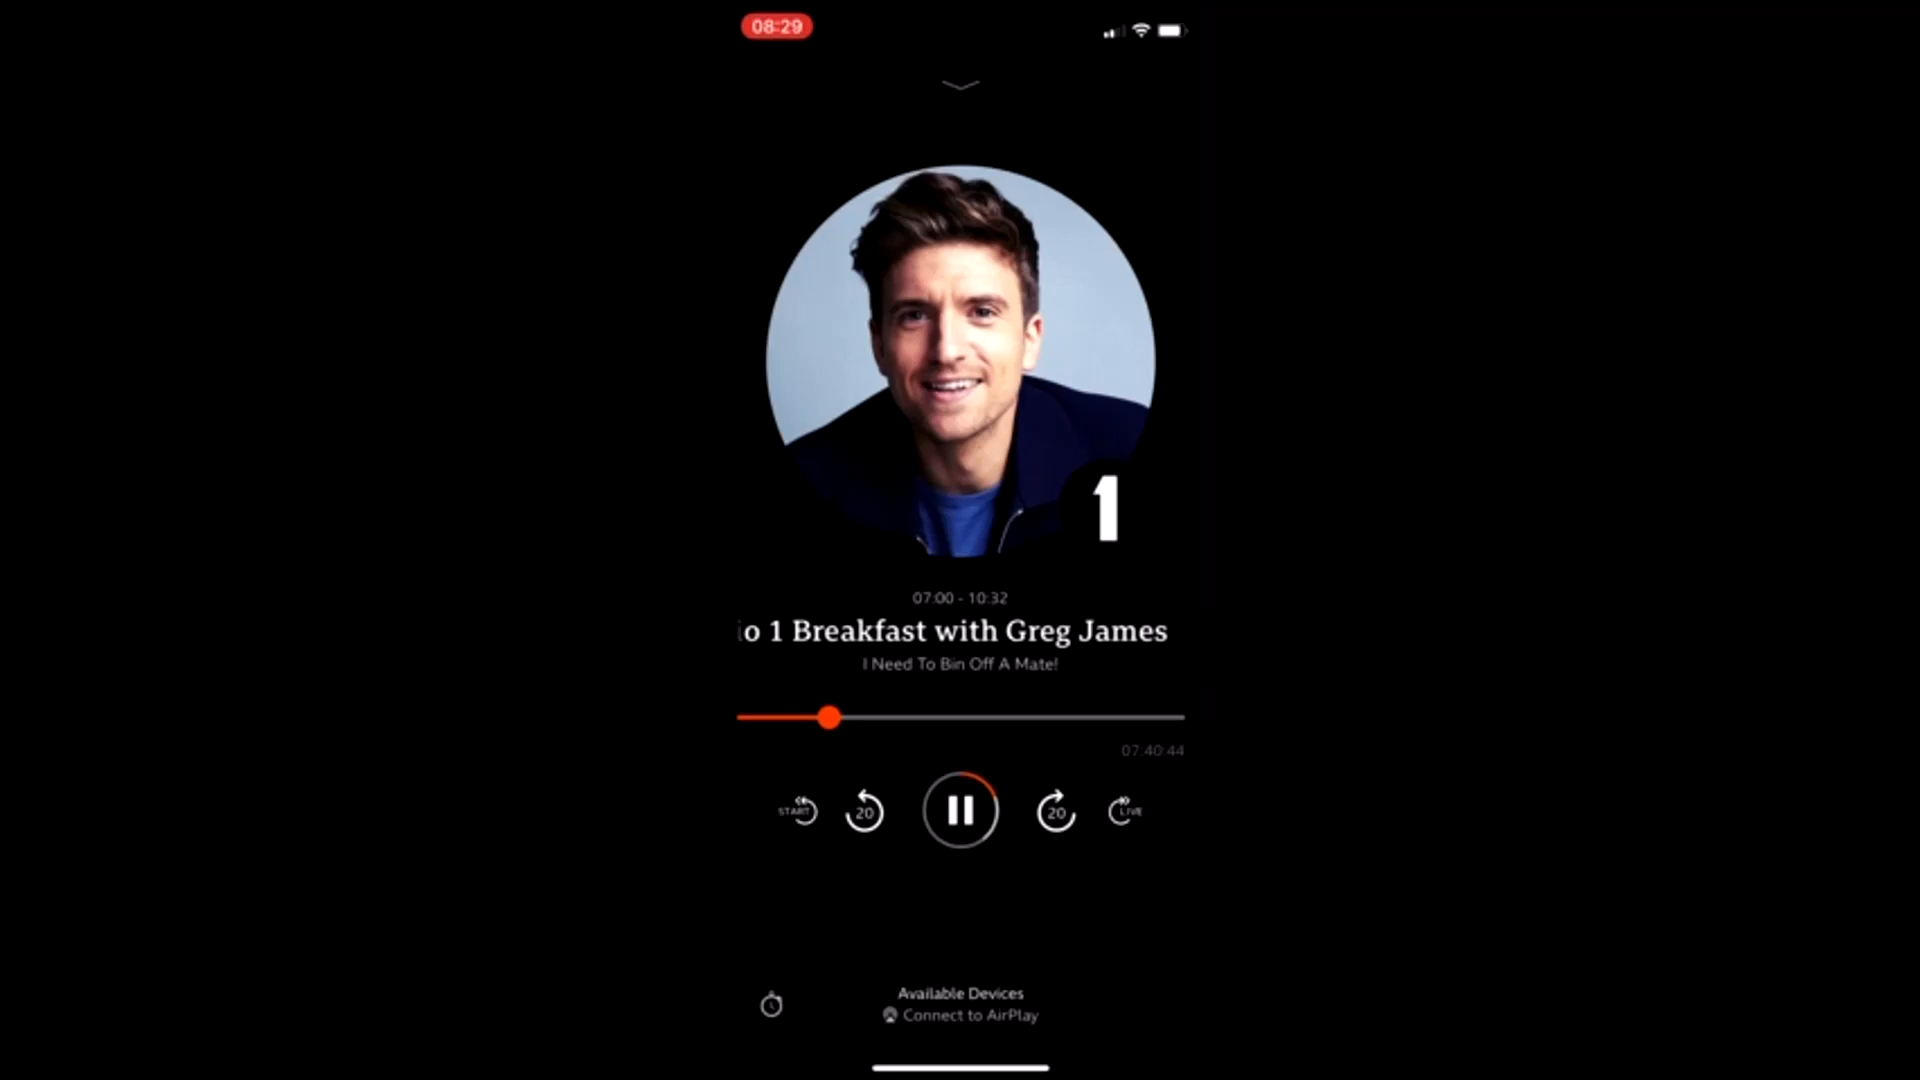 08:29
1
07:00 - 10:32
io 1 Breakfast with Greg James
I Need To Bin Off A Mate!
07:40:44
START
20
20
LIVE
Available Devices
Connect to AirPlay